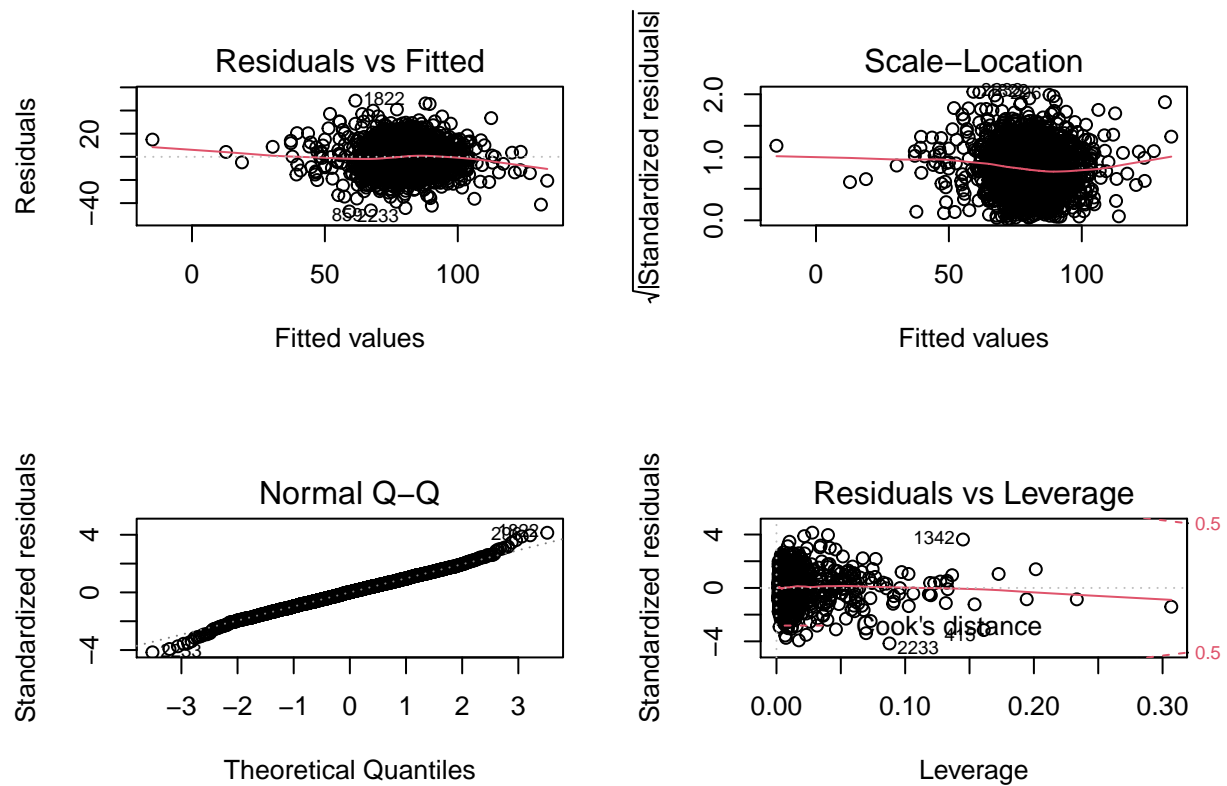 Residuals vs Fitted
Residuals
20
−40
1822
859
2233
0 50 100
Fitted values
Scale−Location
√|Standardized residuals|
2.0
1.0
0.0
0 50 100
Fitted values
Normal Q−Q
Standardized residuals
4
0
−4
−3 −2 −1 0 1 2 3
Theoretical Quantiles
Residuals vs Leverage
Standardized residuals
4
0
−4
1342
Cook's distance
2233
0.5
0.5
0.00 0.10 0.20 0.30
Leverage